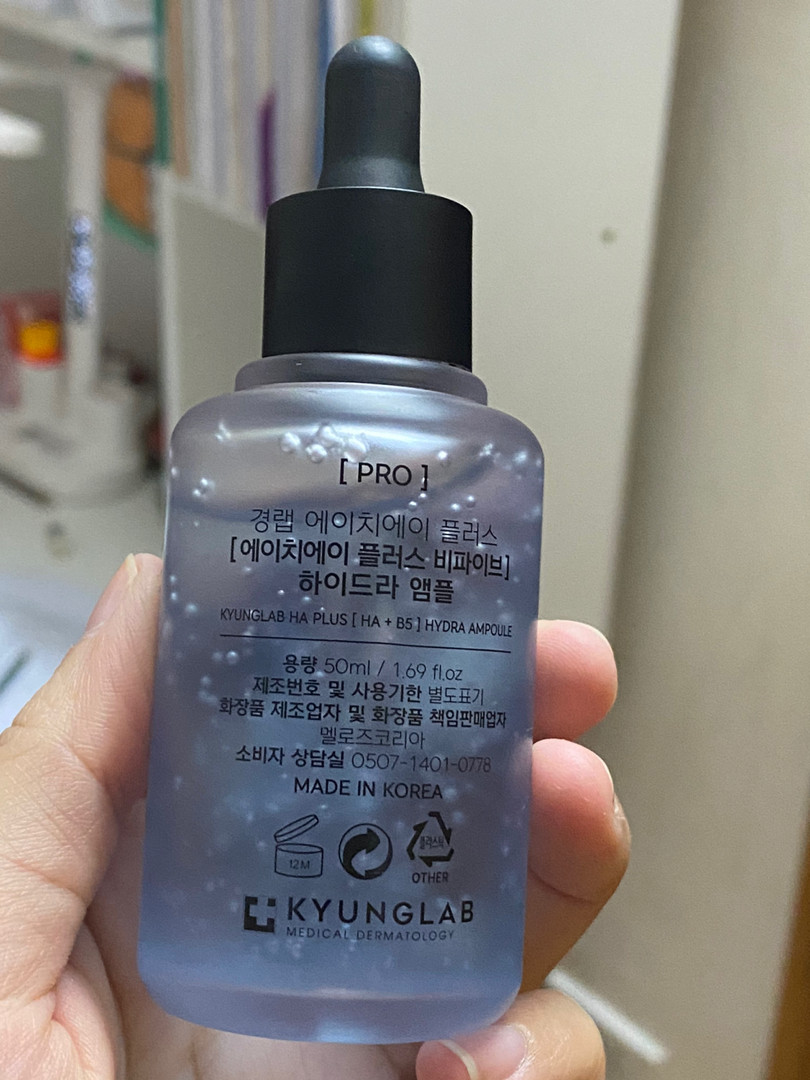 [ PRO ]
경랩 에이치에이 플러스
[에이치에이 플러스 비파이브]
하이드라 앰플
KYUNGLAB HA PLUS [ HA + B5 ] HYDRA AMPOULE
용량 50ml / 1.69 fl.oz
제조번호 및 사용기한 별도표기
화장품 제조업자 및 화장품 책임판매업자
멜로즈코리아
소비자 상담실 0507-1401-0778
MADE IN KOREA
12M
플라스틱
OTHER
KYUNGLAB
MEDICAL DERMATOLOGY